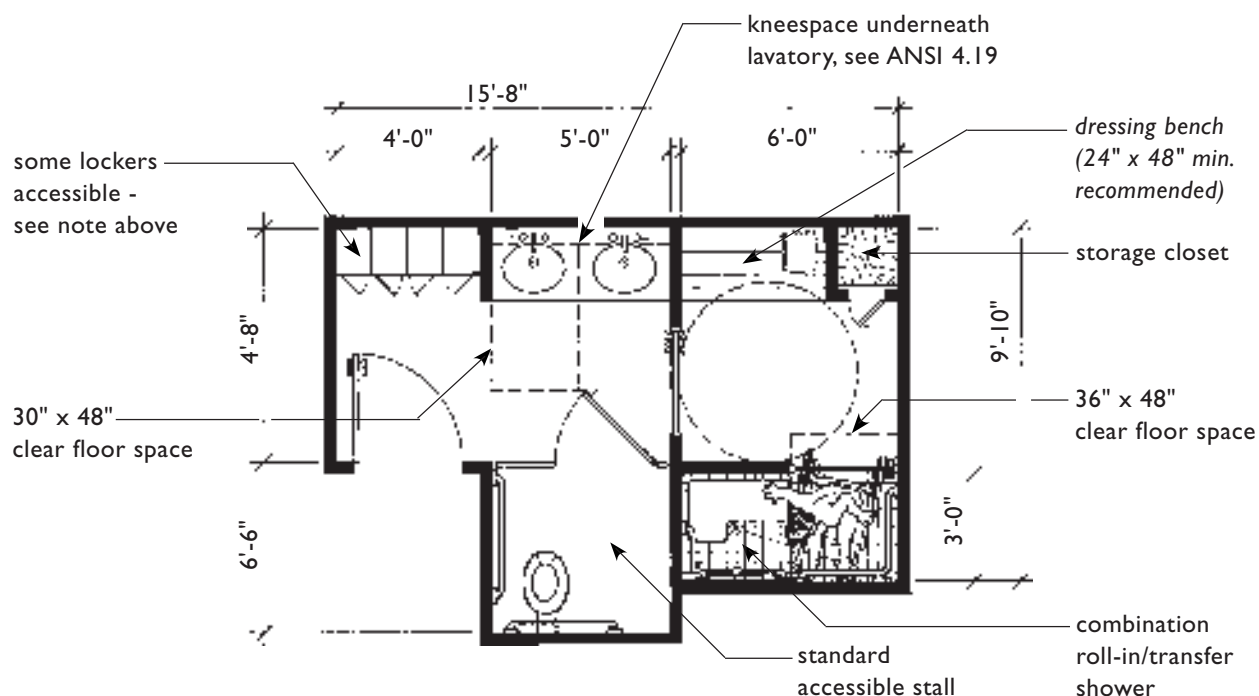 kneespace underneath
lavatory, see ANSI 4.19
15'-8"
4'-0"
5'-0"
6'-0"
dressing bench
(24" x 48" min.
recommended)
some lockers
accessible -
see note above
storage closet
4'-8"
9'-10"
30" x 48"
clear floor space
36" x 48"
clear floor space
6'-6"
3'-0"
combination
roll-in/transfer
shower
standard
accessible stall